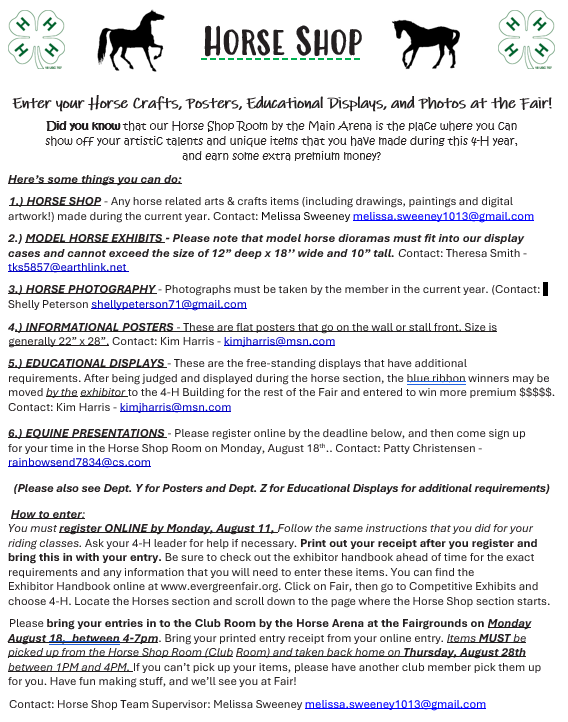 H H H H
HORSE SHOP
H H H H
Enter your Horse Crafts, Posters, Educational Displays, and Photos at the Fair!
Did you know that our Horse Shop Room by the Main Arena is the place where you can
show off your artistic talents and unique items that you have made during this 4-H year,
and earn some extra premium money?
Here's some things you can do:
1.) HORSE SHOP - Any horse related arts & crafts items (including drawings, paintings and digital
artwork!) made during the current year. Contact: Melissa Sweeney melissa.sweeney1013@gmail.com
2.) MODEL HORSE EXHIBITS - Please note that model horse dioramas must fit into our display
cases and cannot exceed the size of 12" deep x 18'' wide and 10" tall. Contact: Theresa Smith -
tks5857@earthlink.net
3.) HORSE PHOTOGRAPHY - Photographs must be taken by the member in the current year. (Contact:
Shelly Peterson shellypeterson71@gmail.com
4.) INFORMATIONAL POSTERS - These are flat posters that go on the wall or stall front. Size is
generally 22" x 28". Contact: Kim Harris - kimjharris@msn.com
5.) EDUCATIONAL DISPLAYS - These are the free-standing displays that have additional
requirements. After being judged and displayed during the horse section, the blue ribbon winners may be
moved by the exhibitor to the 4-H Building for the rest of the Fair and entered to win more premium $$$$$.
Contact: Kim Harris - kimjharris@msn.com
6.) EQUINE PRESENTATIONS - Please register online by the deadline below, and then come sign up
for your time in the Horse Shop Room on Monday, August 18th.. Contact: Patty Christensen -
rainbowsend7834@cs.com
(Please also see Dept. Y for Posters and Dept. Z for Educational Displays for additional requirements)
How to enter:
You must register ONLINE by Monday, August 11, Follow the same instructions that you did for your
riding classes. Ask your 4-H leader for help if necessary. Print out your receipt after you register and
bring this in with your entry. Be sure to check out the exhibitor handbook ahead of time for the exact
requirements and any information that you will need to enter these items. You can find the
Exhibitor Handbook online at www.evergreenfair.org. Click on Fair, then go to Competitive Exhibits and
choose 4-H. Locate the Horses section and scroll down to the page where the Horse Shop section starts.
Please bring your entries in to the Club Room by the Horse Arena at the Fairgrounds on Monday
August 18, between 4-7pm. Bring your printed entry receipt from your online entry. Items MUST be
picked up from the Horse Shop Room (Club Room) and taken back home on Thursday, August 28th
between 1PM and 4PM. If you can't pick up your items, please have another club member pick them up
for you. Have fun making stuff, and we'll see you at Fair!
Contact: Horse Shop Team Supervisor: Melissa Sweeney melissa.sweeney1013@gmail.com